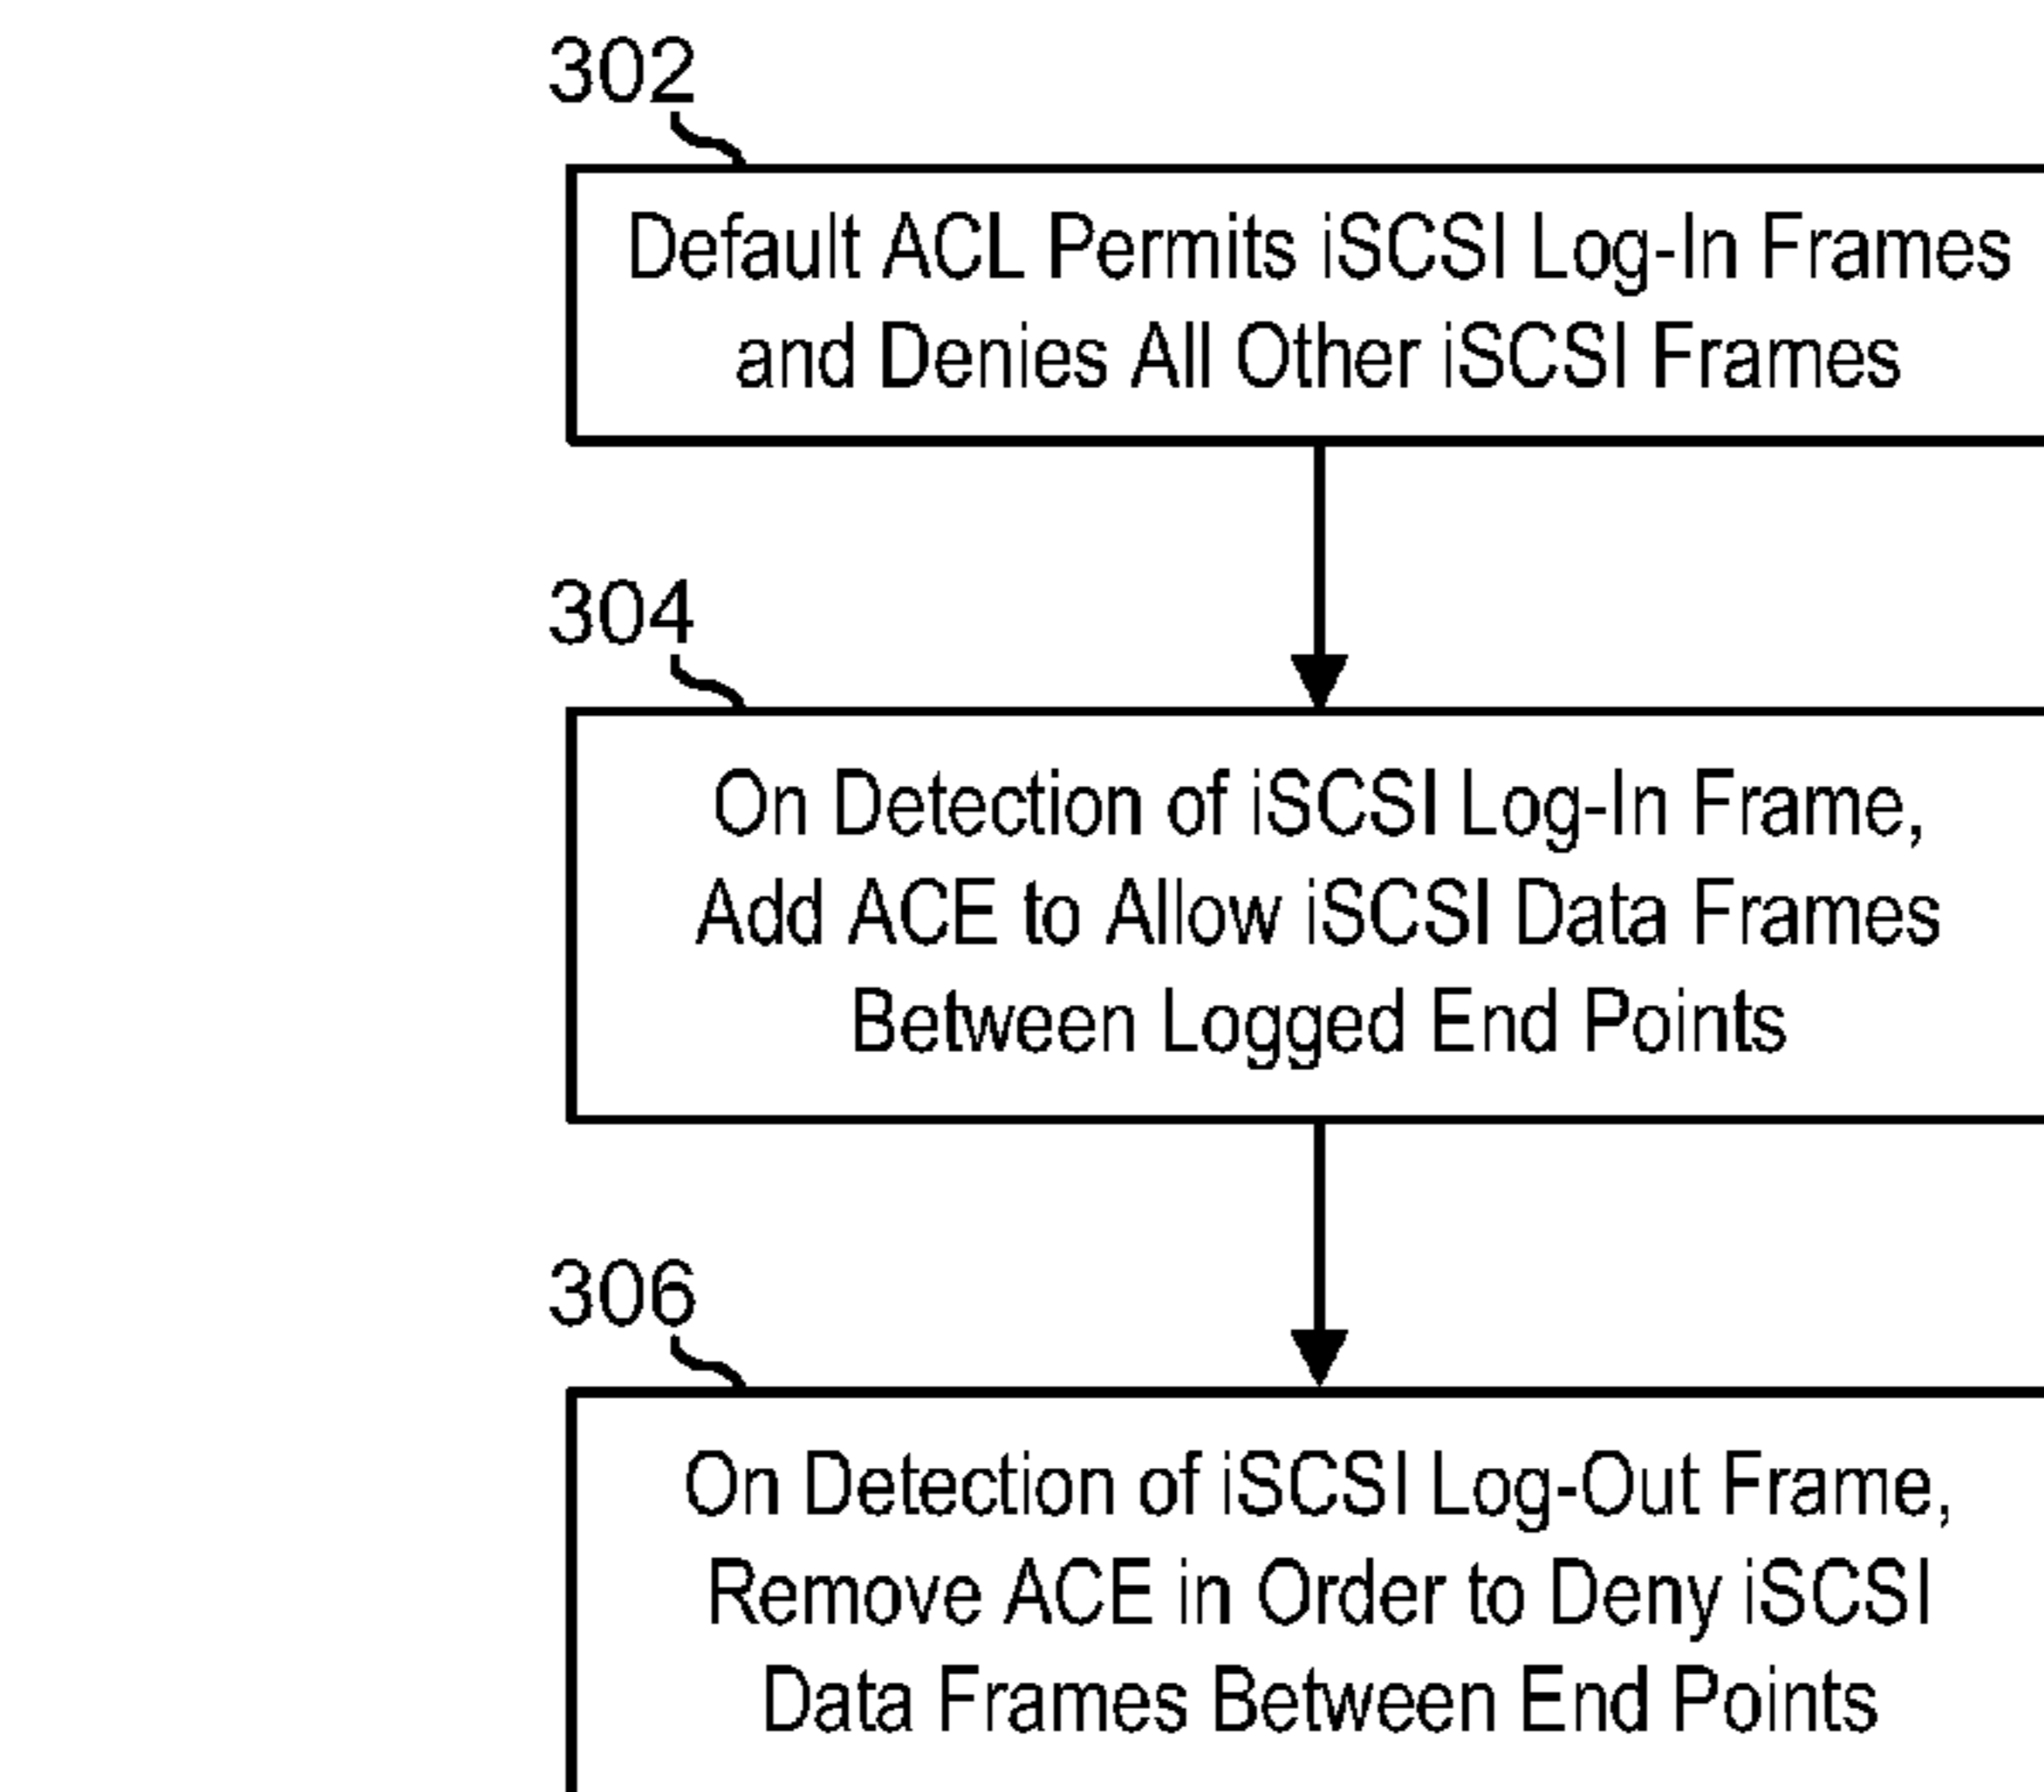 302
Default ACL Permits iSCSI Log-In Frames
and Denies All Other iSCSI Frames
304
On Detection of iSCSI Log-In Frame,
Add ACE to Allow iSCSI Data Frames
Between Logged End Points
306
On Detection of iSCSI Log-Out Frame,
Remove ACE in Order to Deny iSCSI
Data Frames Between End Points